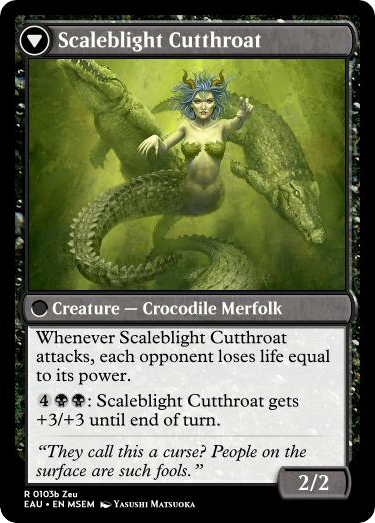 Scaleblight Cutthroat
Creature — Crocodile Merfolk
Whenever Scaleblight Cutthroat
attacks, each opponent loses life equal
to its power.
4: Scaleblight Cutthroat gets
+3/+3 until end of turn.
“They call this a curse? People on the
surface are such fools.”
2/2
R 0103b Zeu
EAU • EN MSEM Yasushi Matsuoka